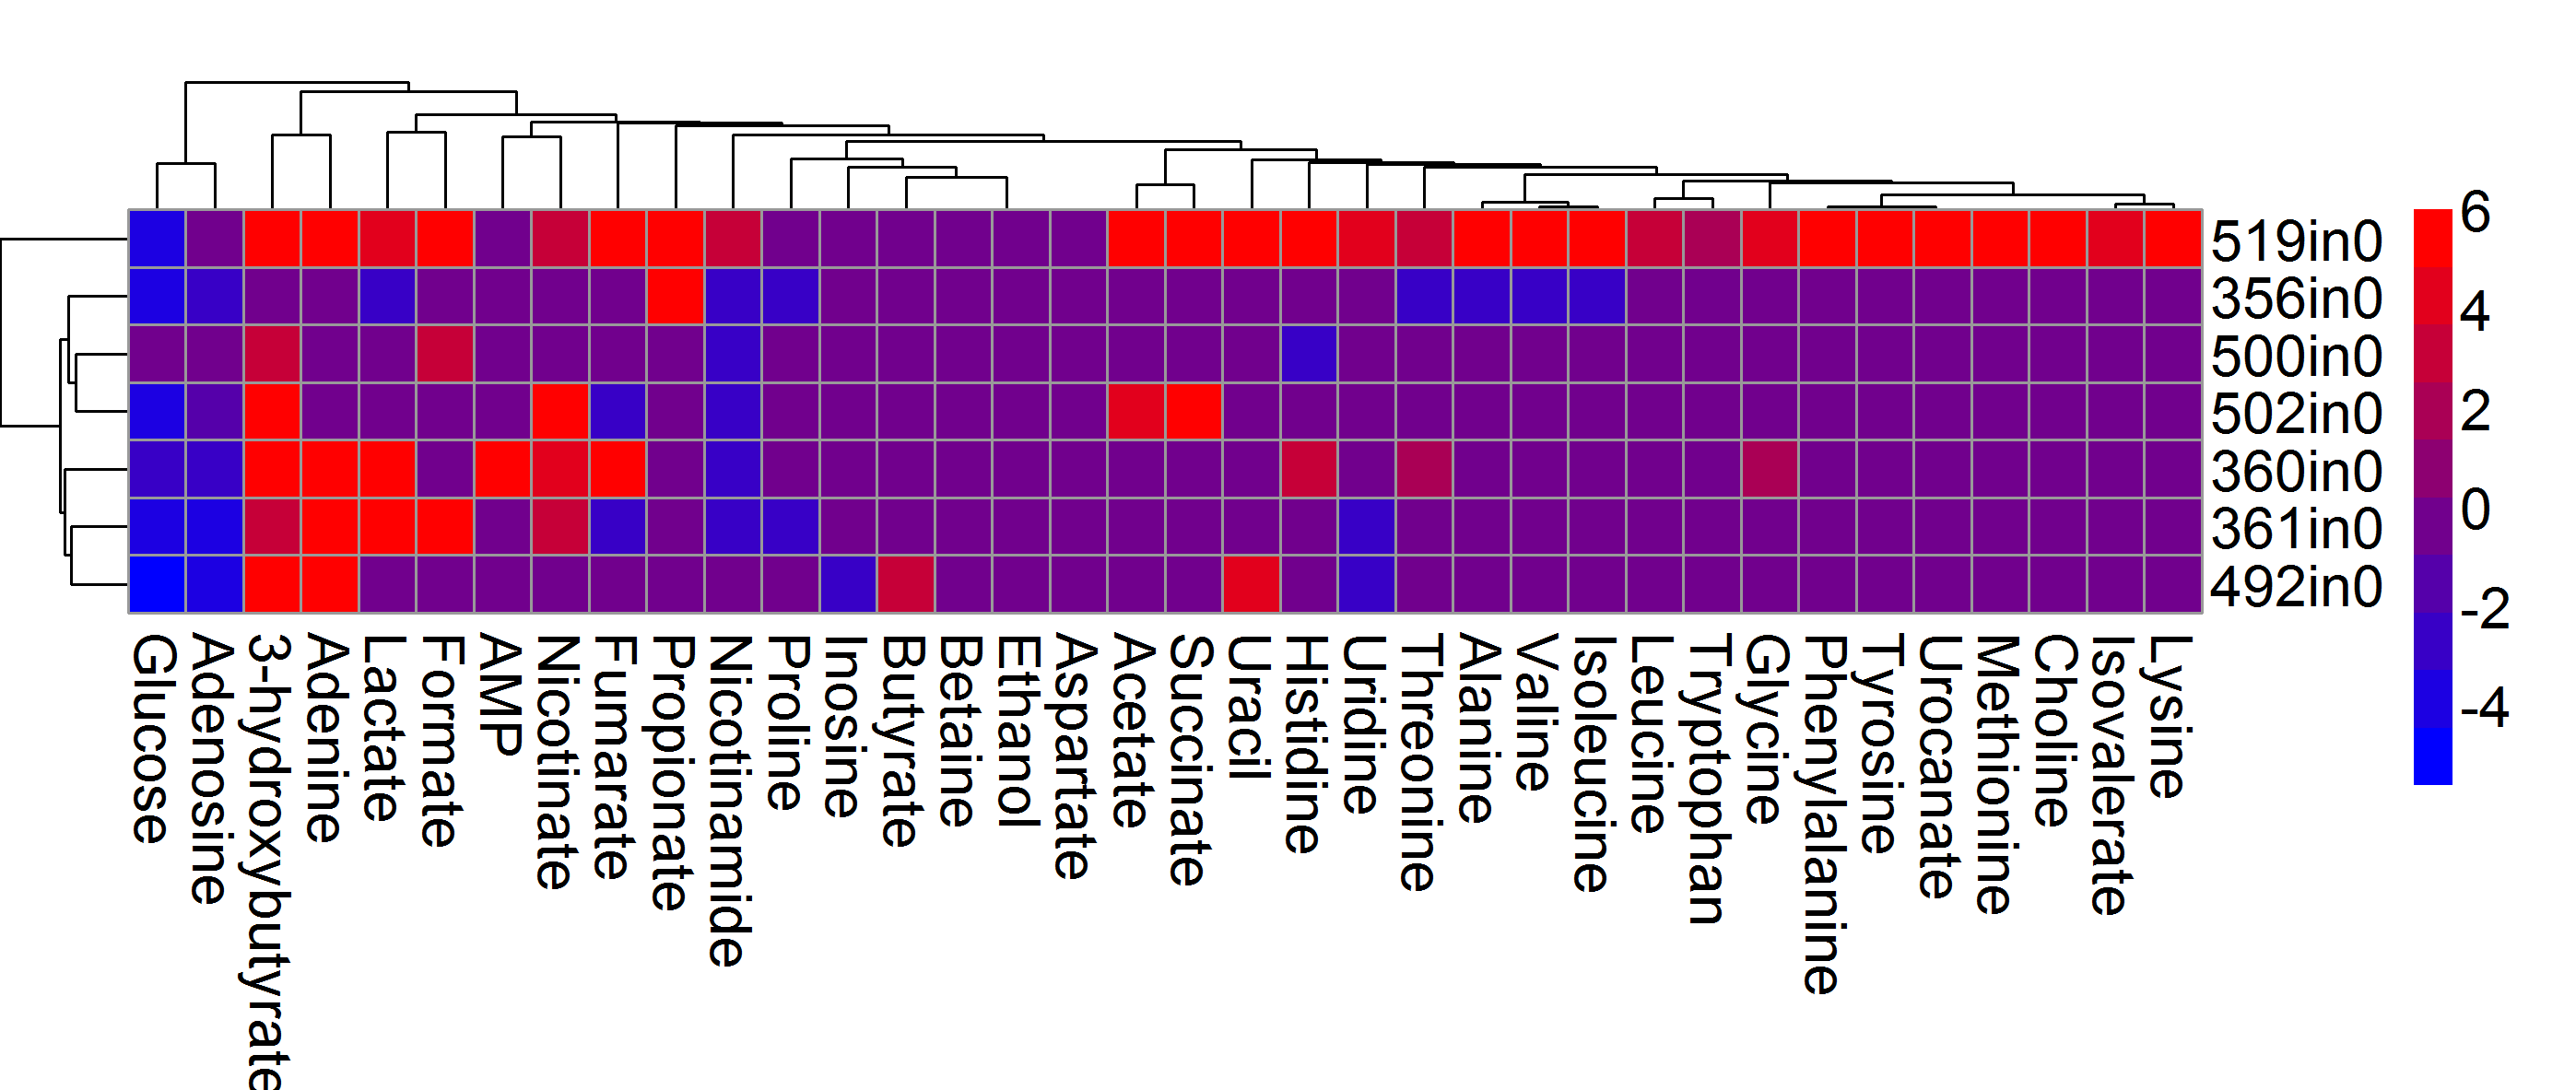 6
519in0
356in0
4
500in0
502in0
2
360in0
0
361in0
492in0
-2
-4
Glucose
Adenosine
3-hydroxybutyrate
Adenine
Lactate
Formate
AMP
Nicotinate
Fumarate
Propionate
Nicotinamide
Proline
Inosine
Butyrate
Betaine
Ethanol
Aspartate
Acetate
Succinate
Uracil
Histidine
Uridine
Threonine
Alanine
Valine
Isoleucine
Leucine
Tryptophan
Glycine
Phenylalanine
Tyrosine
Urocanate
Methionine
Choline
Isovalerate
Lysine